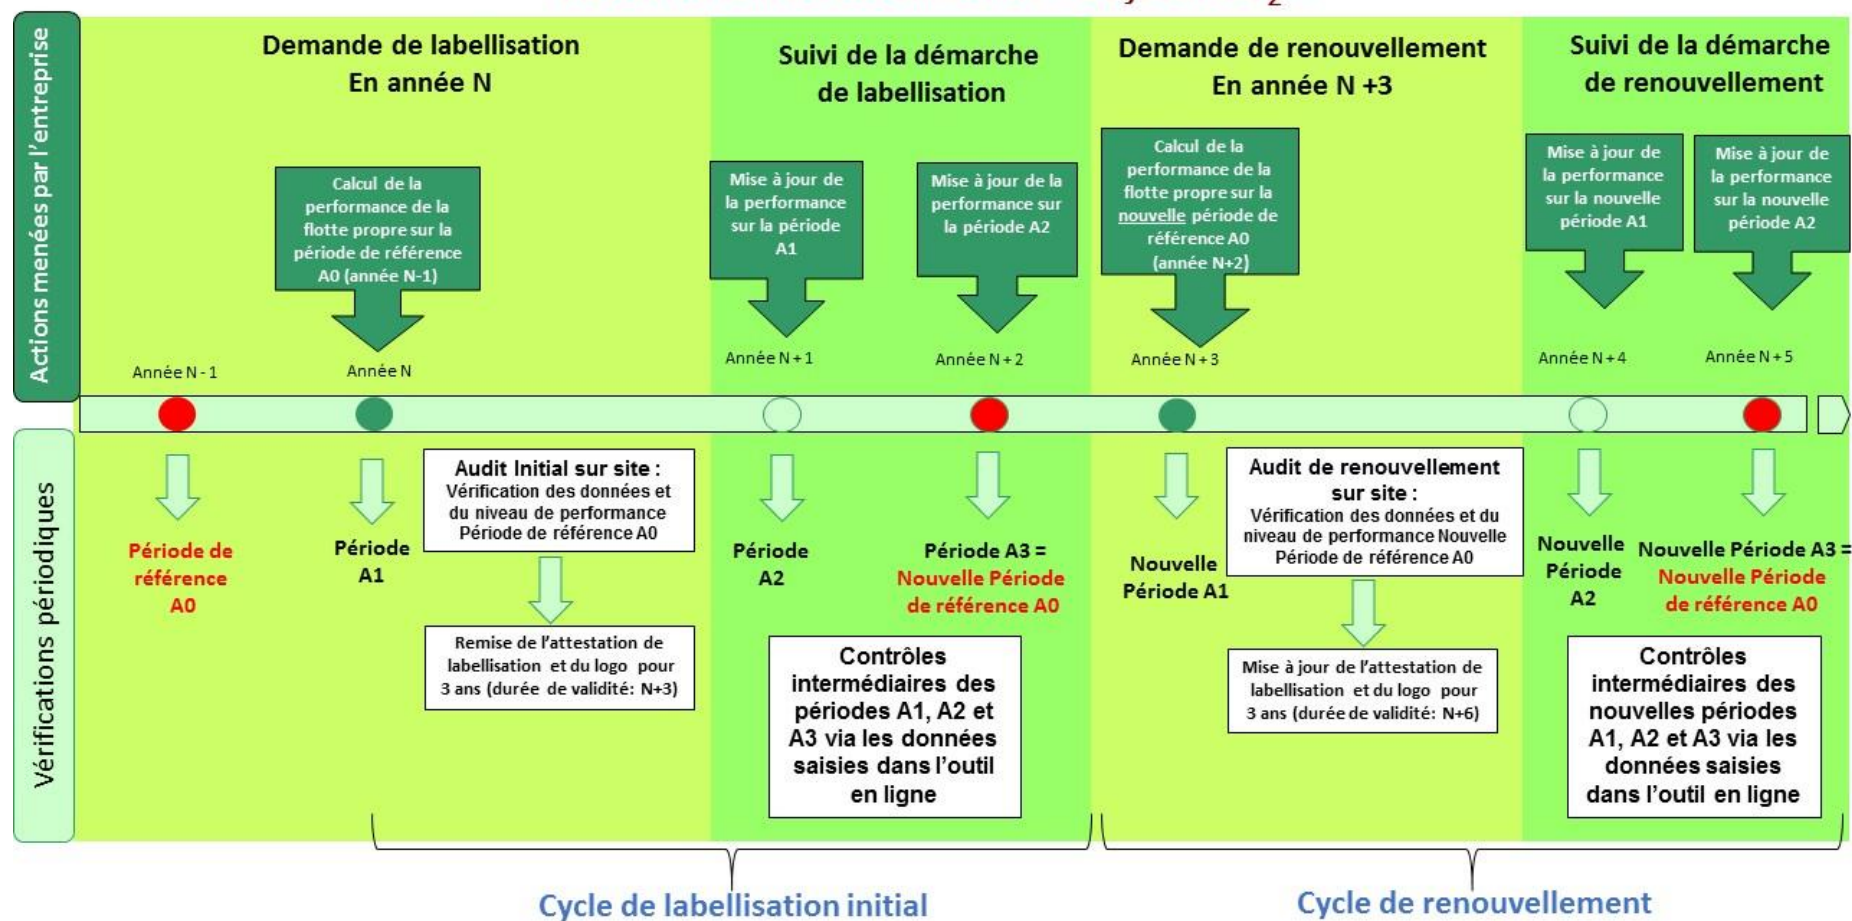 Actions menées par l'entreprise
Demande de labellisation
En année N
Suivi de la démarche
de labellisation
Demande de renouvellement
En année N +3
Suivi de la démarche
de renouvellement
Calcul de la
performance de la
flotte propre sur la
période de référence
A0 (année N-1)
Mise à jour de
la performance
sur la période
A1
Mise à jour de la
performance sur
la période A2
Calcul de la
performance de la
flotte propre sur la
nouvelle période de
référence A0
(année N+2)
Mise à jour de
la performance
sur la nouvelle
période A1
Mise à jour de
la performance
sur la nouvelle
période A2
Année N - 1
Année N
Année N + 1
Année N + 2
Année N + 3
Année N + 4
Année N + 5
Vérifications périodiques
Période de
référence
A0
Période
A1
Audit Initial sur site :
Vérification des données et
du niveau de performance
Période de référence A0
Remise de l'attestation de
labellisation et du logo pour
3 ans (durée de validité: N+3)
Période
A2
Période A3 =
Nouvelle Période
de référence A0
Contrôles
intermédiaires des
périodes A1, A2 et
A3 via les données
saisies dans l'outil
en ligne
Nouvelle
Période A1
Audit de renouvellement
sur site :
Vérification des données et du
niveau de performance Nouvelle
Période de référence A0
Mise à jour de l'attestation de
labellisation et du logo pour
3 ans (durée de validité: N+6)
Nouvelle
Période
A2
Nouvelle Période A3 =
Nouvelle Période
de référence A0
Contrôles
intermédiaires des
nouvelles périodes
A1, A2 et A3 via les
données saisies
dans l'outil en ligne
Cycle de labellisation initial
Cycle de renouvellement